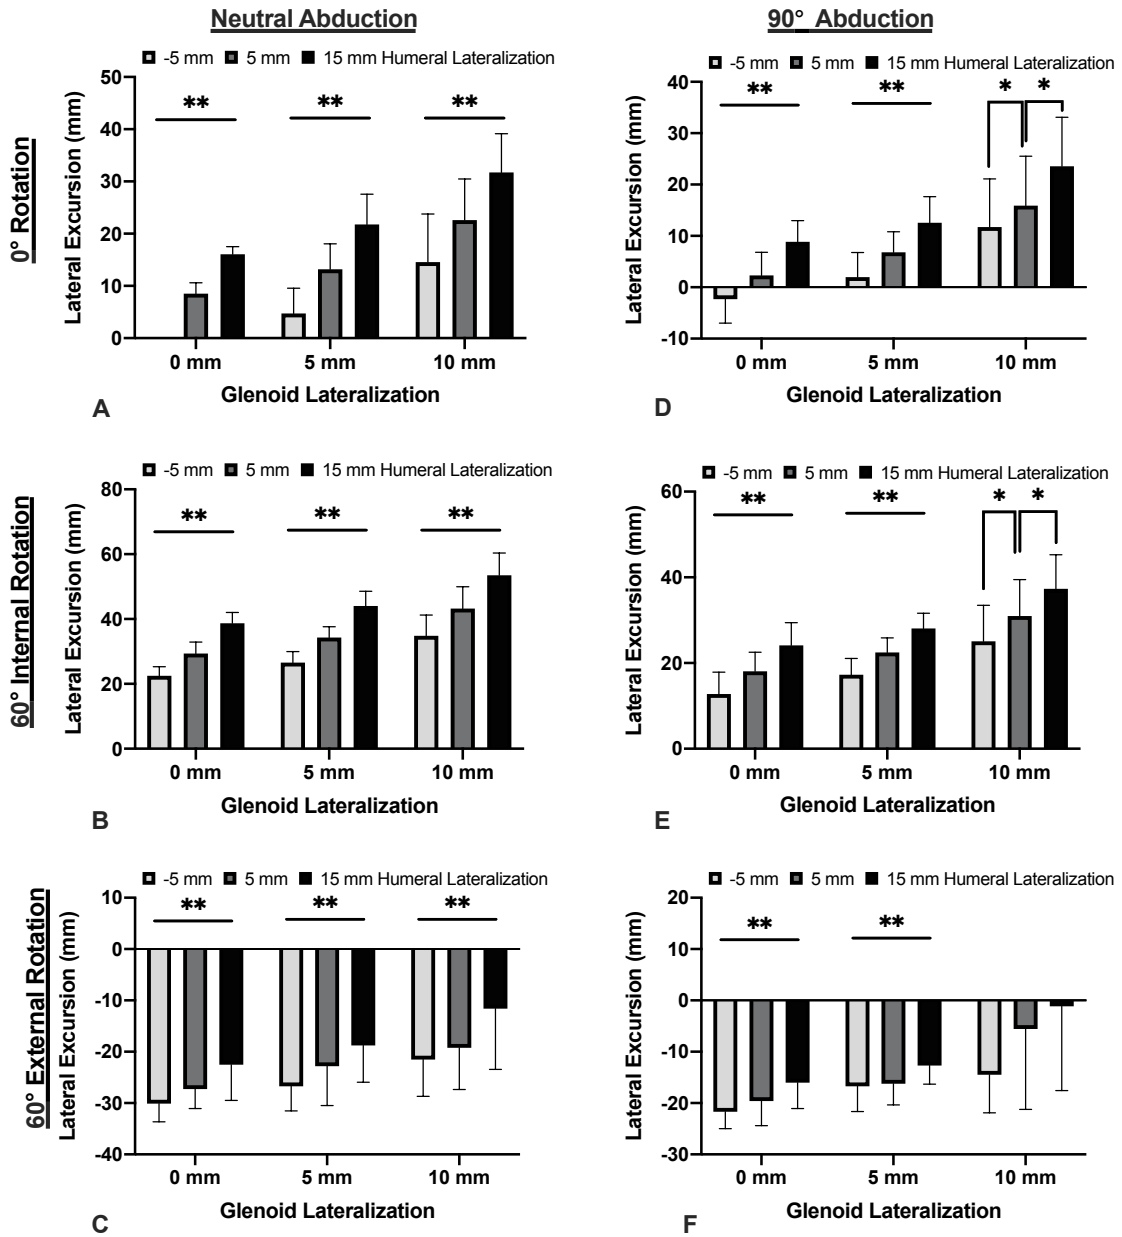 Neutral Abduction
90° Abduction
0° Rotation
-5 mm 5 mm 15 mm Humeral Lateralization
Lateral Excursion (mm)
50
40
30
20
10
0
** ** **
0 mm 5 mm 10 mm
Glenoid Lateralization
A
-5 mm 5 mm 15 mm Humeral Lateralization
Lateral Excursion (mm)
40
30
20
10
0
-10
** ** * *
0 mm 5 mm 10 mm
Glenoid Lateralization
D
60° Internal Rotation
-5 mm 5 mm 15 mm Humeral Lateralization
Lateral Excursion (mm)
80
60
40
20
0
** ** **
0 mm 5 mm 10 mm
Glenoid Lateralization
B
-5 mm 5 mm 15 mm Humeral Lateralization
Lateral Excursion (mm)
60
40
20
0
** ** * *
0 mm 5 mm 10 mm
Glenoid Lateralization
E
60° External Rotation
-5 mm 5 mm 15 mm Humeral Lateralization
Lateral Excursion (mm)
10
0
-10
-20
-30
-40
** ** **
0 mm 5 mm 10 mm
Glenoid Lateralization
C
-5 mm 5 mm 15 mm Humeral Lateralization
Lateral Excursion (mm)
20
10
0
-10
-20
-30
** **
0 mm 5 mm 10 mm
Glenoid Lateralization
F